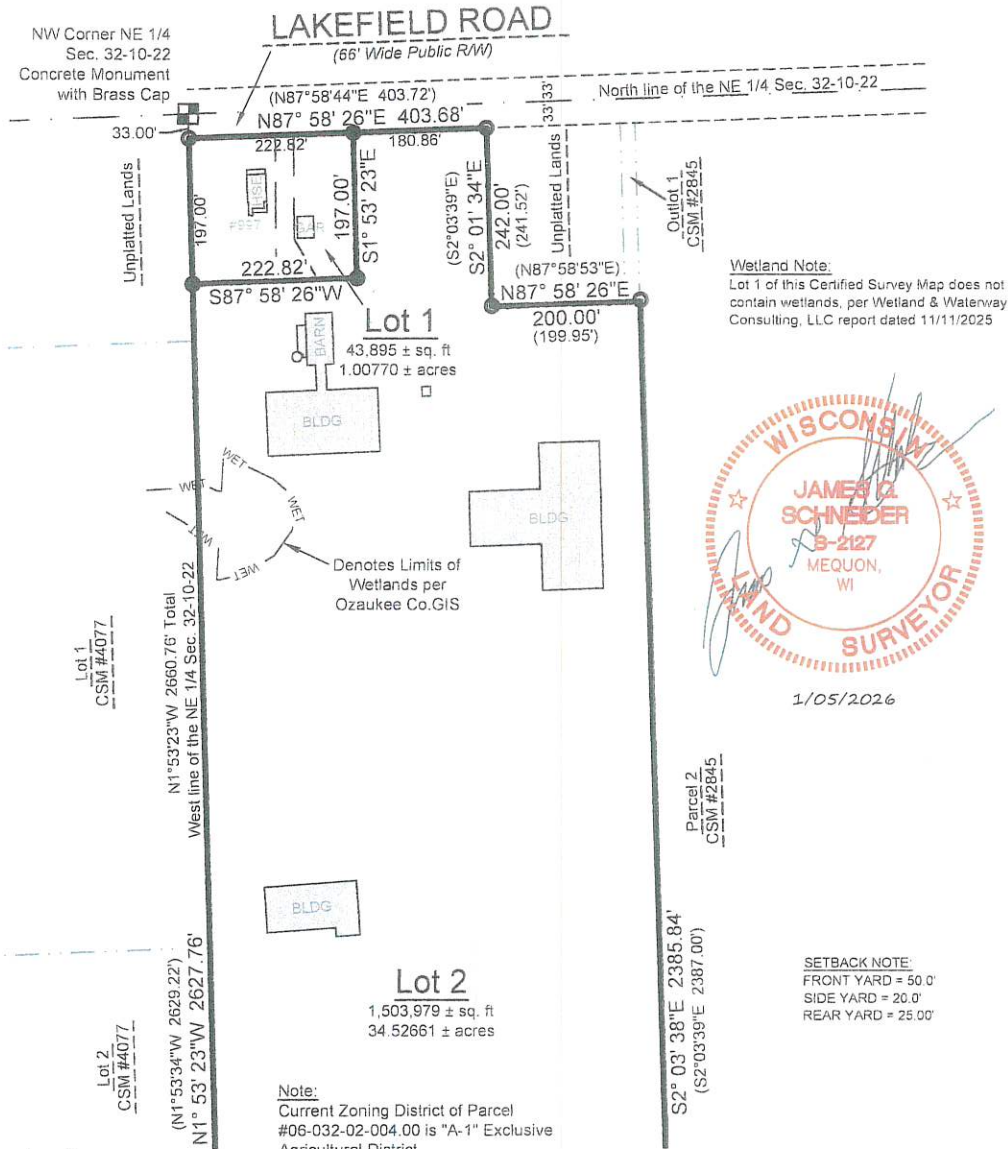 LAKEFIELD ROAD
(66' Wide Public R/W)
NW Corner NE 1/4
Sec. 32-10-22
Concrete Monument
with Brass Cap
(N87°58'44"E 403.72')
N87° 58' 26"E 403.68'
33' 33'
North line of the NE 1/4 Sec. 32-10-22
33.00'
222.82'
180.86'
Unplatted Lands
197.00'
HSE
BAR
197.00'
S1° 53' 23"E
(S2°03'39"E)
S2° 01' 34"E
242.00'
(241.52')
Unplatted Lands
Outlot 1
CSM #2845
222.82'
S87° 58' 26"W
(N87°58'53"E)
N87° 58' 26"E
200.00'
(199.95')
Wetland Note:
Lot 1 of this Certified Survey Map does not
contain wetlands, per Wetland & Waterway
Consulting, LLC report dated 11/11/2025
Lot 1
43,895 ± sq. ft
1.00770 ± acres
BARN
BLDG
BLDG
WET
WET
WET
WET
WET
Denotes Limits of
Wetlands per
Ozaukee Co.GIS
WISCONSIN
JAMES G.
SCHNEIDER
S-2127
MEQUON,
WI
LAND SURVEYOR
1/05/2026
Lot 1
CSM #4077
N1°53'23"W 2660.76' Total
West line of the NE 1/4 Sec. 32-10-22
Parcel 2
CSM #2845
BLDG
Lot 2
1,503,979 ± sq. ft
34.52661 ± acres
Lot 2
CSM #4077
(N1°53'34"W 2629.22')
N1° 53' 23"W 2627.76'
S2° 03' 38"E 2385.84'
(S2°03'39"E 2387.00')
SETBACK NOTE:
FRONT YARD = 50.0'
SIDE YARD = 20.0'
REAR YARD = 25.00'
Note:
Current Zoning District of Parcel
#06-032-02-004.00 is "A-1" Exclusive
Agricultural District